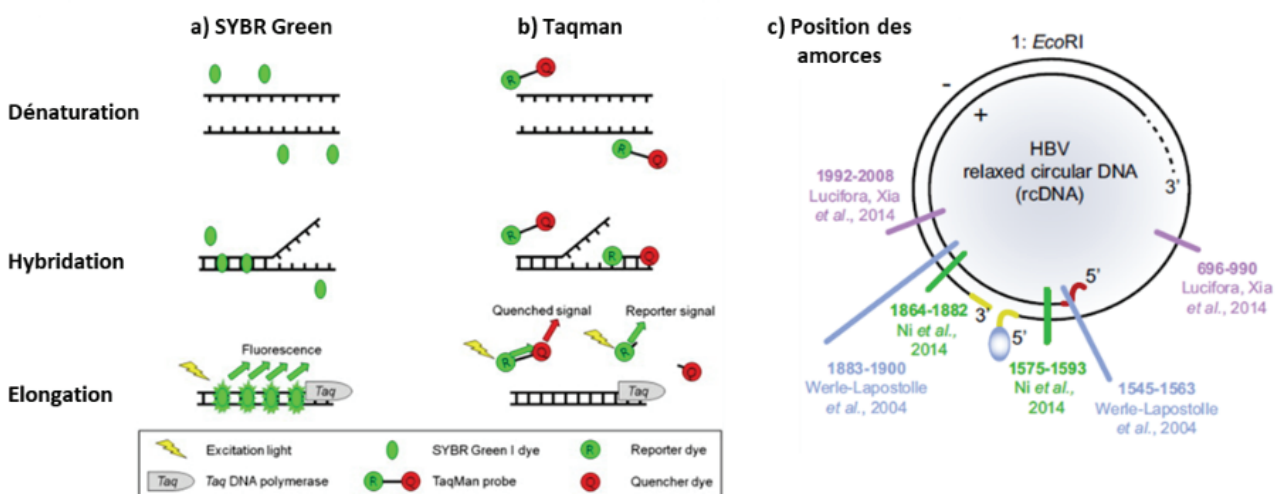 a) SYBR Green
b) Taqman
c) Position des
amorces
Dénaturation
Hybridation
Elongation
R
Q
R
Q
R
Q
R
Q
Fluorescence
Taq
Quenched signal
Reporter signal
R
Q
R
Q
Taq
1: EcoRI
-
+
HBV
relaxed circular DNA
(rcDNA)
3'
1992-2008
Lucifora, Xia
et al., 2014
696-990
Lucifora, Xia
et al., 2014
5'
3'
5'
1864-1882
Ni et al.,
2014
1883-1900
Werle-Lapostolle
et al., 2004
1575-1593
Ni et al.,
2014
1545-1563
Werle-Lapostolle
et al., 2004
Excitation light
SYBR Green I dye
R
Reporter dye
Taq
Taq DNA polymerase
R
Q
TaqMan probe
Q
Quencher dye